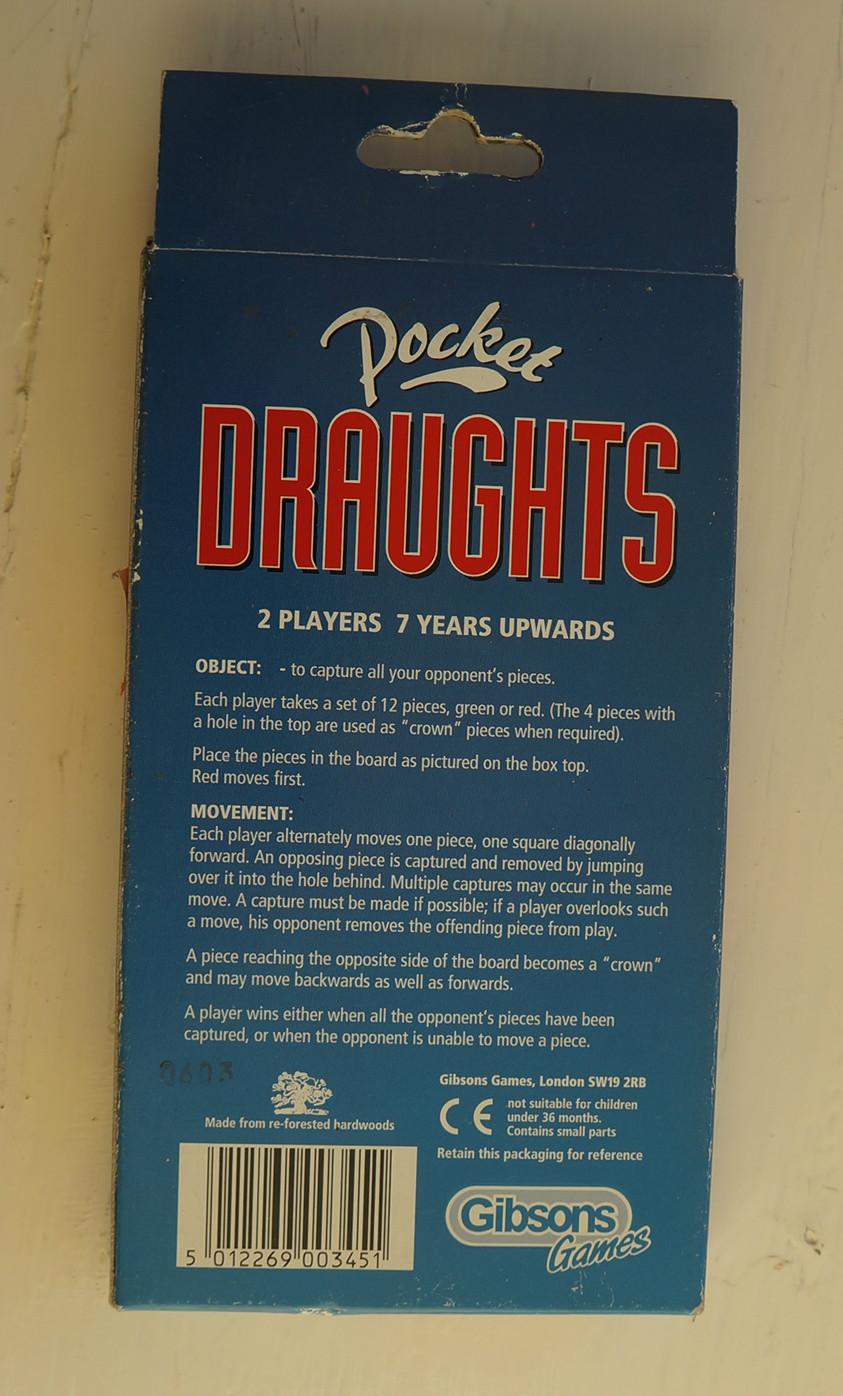 Pocket
DRAUGHTS
2 PLAYERS 7 YEARS UPWARDS
OBJECT: - to capture all your opponent's pieces.
Each player takes a set of 12 pieces, green or red. (The 4 pieces with
a hole in the top are used as "crown" pieces when required).
Place the pieces in the board as pictured on the box top.
Red moves first.
MOVEMENT:
Each player alternately moves one piece, one square diagonally
forward. An opposing piece is captured and removed by jumping
over it into the hole behind. Multiple captures may occur in the same
move. A capture must be made if possible; if a player overlooks such
a move, his opponent removes the offending piece from play.
A piece reaching the opposite side of the board becomes a "crown"
and may move backwards as well as forwards.
A player wins either when all the opponent's pieces have been
captured, or when the opponent is unable to move a piece.
0603
Made from re-forested hardwoods
5 012269 003451
Gibsons Games, London SW19 2RB
CE
not suitable for children
under 36 months.
Contains small parts
Retain this packaging for reference
Gibsons
Games